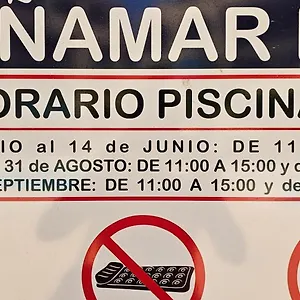 ÑAMAR
ORARIO PISCINA
IO al 14 de JUNIO: DE 11
31 de AGOSTO: DE 11:00 A 15:00 y d
EPTIEMBRE: DE 11:00 A 15:00 y de